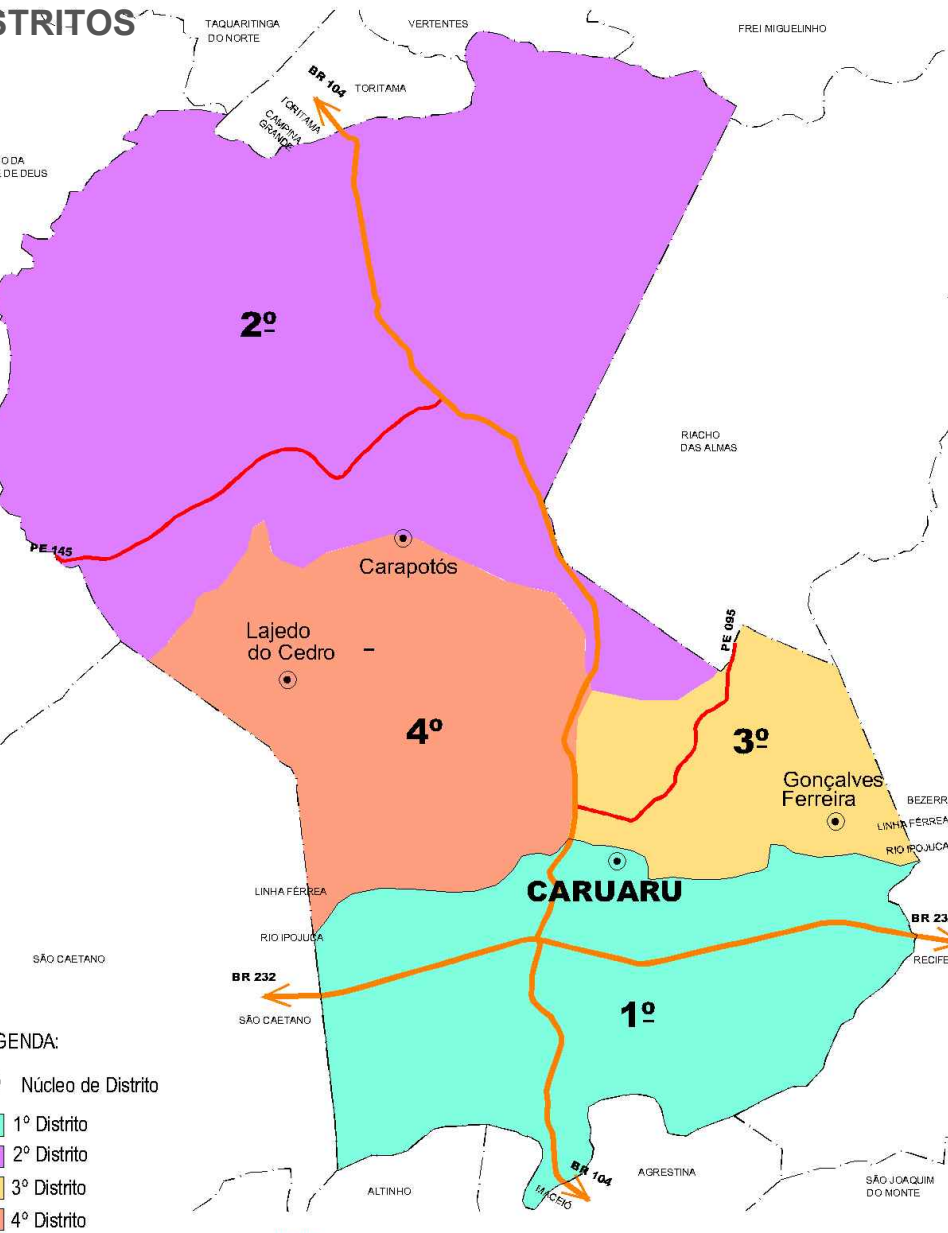 STRITOS
TAQUARITINGA
DO NORTE
VERTENTES
FREI MIGUELINHO
BR 104
TORITAMA
TORITAMA
CAMPINA
GRANDE
O DA
DE DEUS
2º
RIACHO
DAS ALMAS
PE 145
Carapotós
Lajedo
do Cedro
PE 095
4º
3º
Gonçalves
Ferreira
BEZERR
LINHA FÉRREA
RIO IPOJUCA
LINHA FÉRREA
CARUARU
RIO IPOJUCA
BR 23
SÃO CAETANO
RECIFE
BR 232
SÃO CAETANO
1º
GENDA:
Núcleo de Distrito
1º Distrito
2º Distrito
3º Distrito
4º Distrito
BR 104
MACEIÓ
AGRESTINA
ALTINHO
SÃO JOAQUIM
DO MONTE